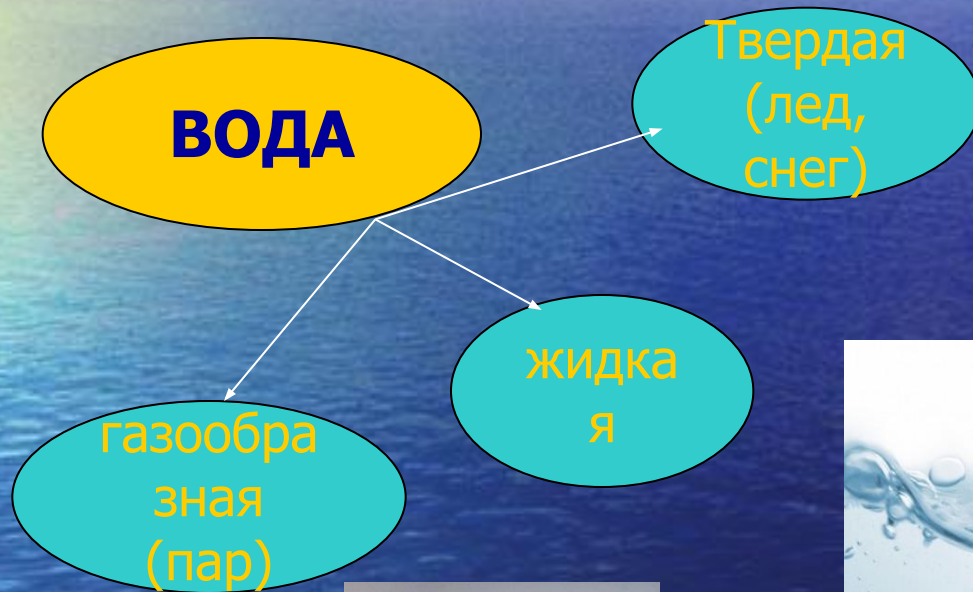 ВОДА
Твердая
(лед,
снег)
жидка
я
газообра
зная
(пар)